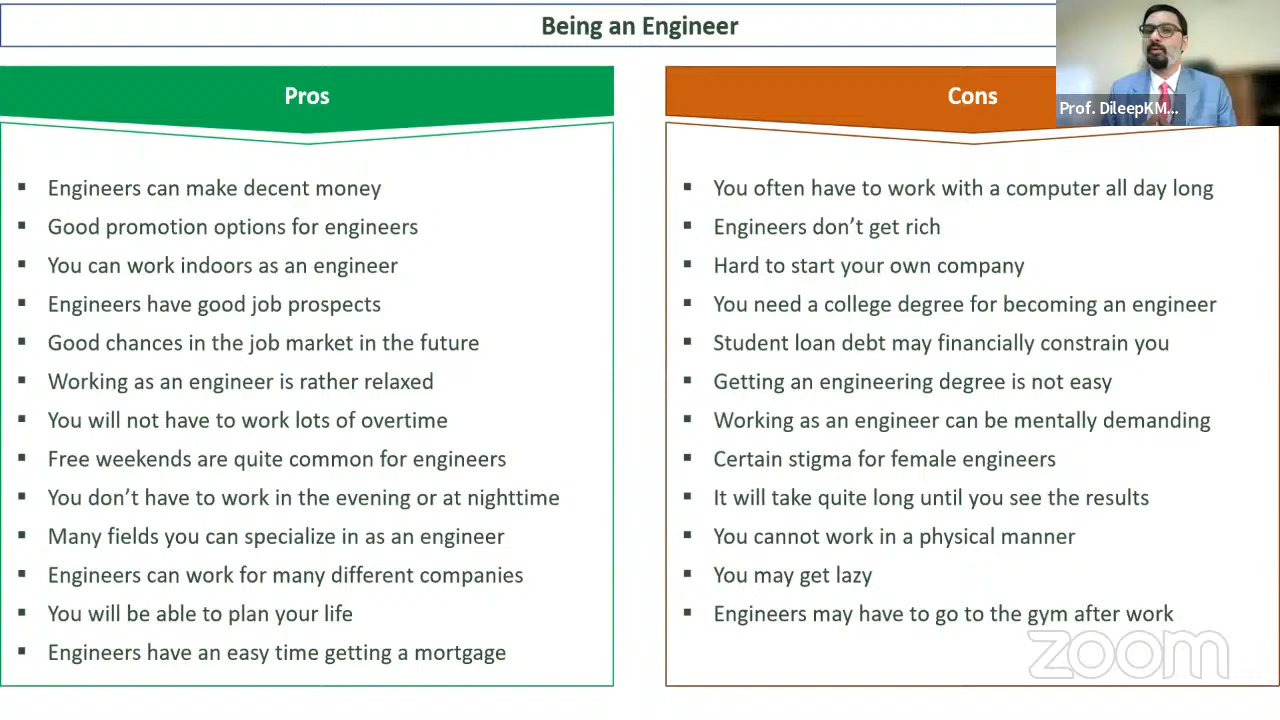 Being an Engineer
Pros
Engineers can make decent money
Good promotion options for engineers
You can work indoors as an engineer
Engineers have good job prospects
Good chances in the job market in the future
Working as an engineer is rather relaxed
You will not have to work lots of overtime
Free weekends are quite common for engineers
You don’t have to work in the evening or at nighttime
Many fields you can specialize in as an engineer
Engineers can work for many different companies
You will be able to plan your life
Engineers have an easy time getting a mortgage
Cons
You often have to work with a computer all day long
Engineers don’t get rich
Hard to start your own company
You need a college degree for becoming an engineer
Student loan debt may financially constrain you
Getting an engineering degree is not easy
Working as an engineer can be mentally demanding
Certain stigma for female engineers
It will take quite long until you see the results
You cannot work in a physical manner
You may get lazy
Engineers may have to go to the gym after work
Prof. DileepKM...
zoom